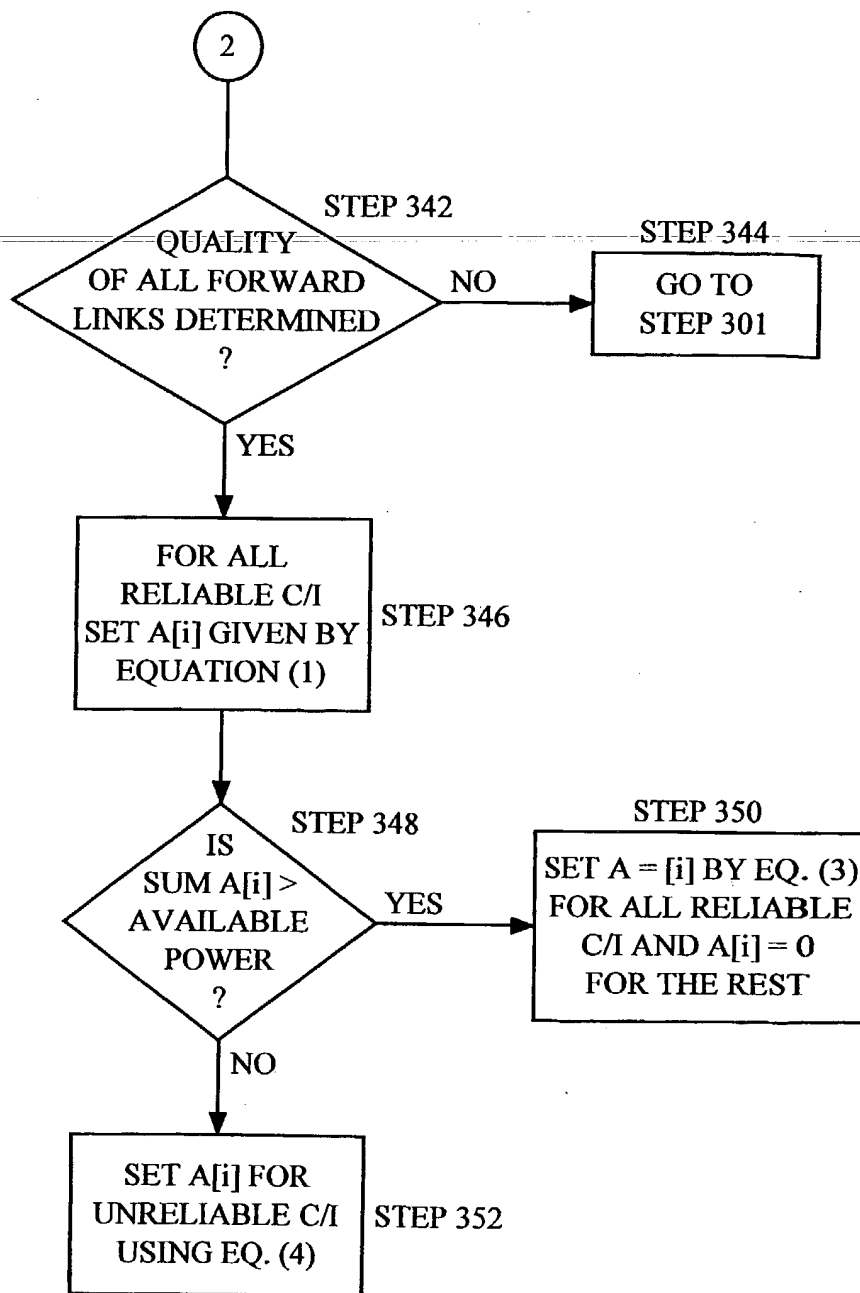 2
STEP 342
QUALITY
OF ALL FORWARD
LINKS DETERMINED
?
NO
STEP 344
GO TO
STEP 301
YES
FOR ALL
RELIABLE C/I
SET A[i] GIVEN BY
EQUATION (1)
STEP 346
STEP 348
IS
SUM A[i] >
AVAILABLE
POWER
?
YES
STEP 350
SET A = [i] BY EQ. (3)
FOR ALL RELIABLE
C/I AND A[i] = 0
FOR THE REST
NO
SET A[i] FOR
UNRELIABLE C/I
USING EQ. (4)
STEP 352